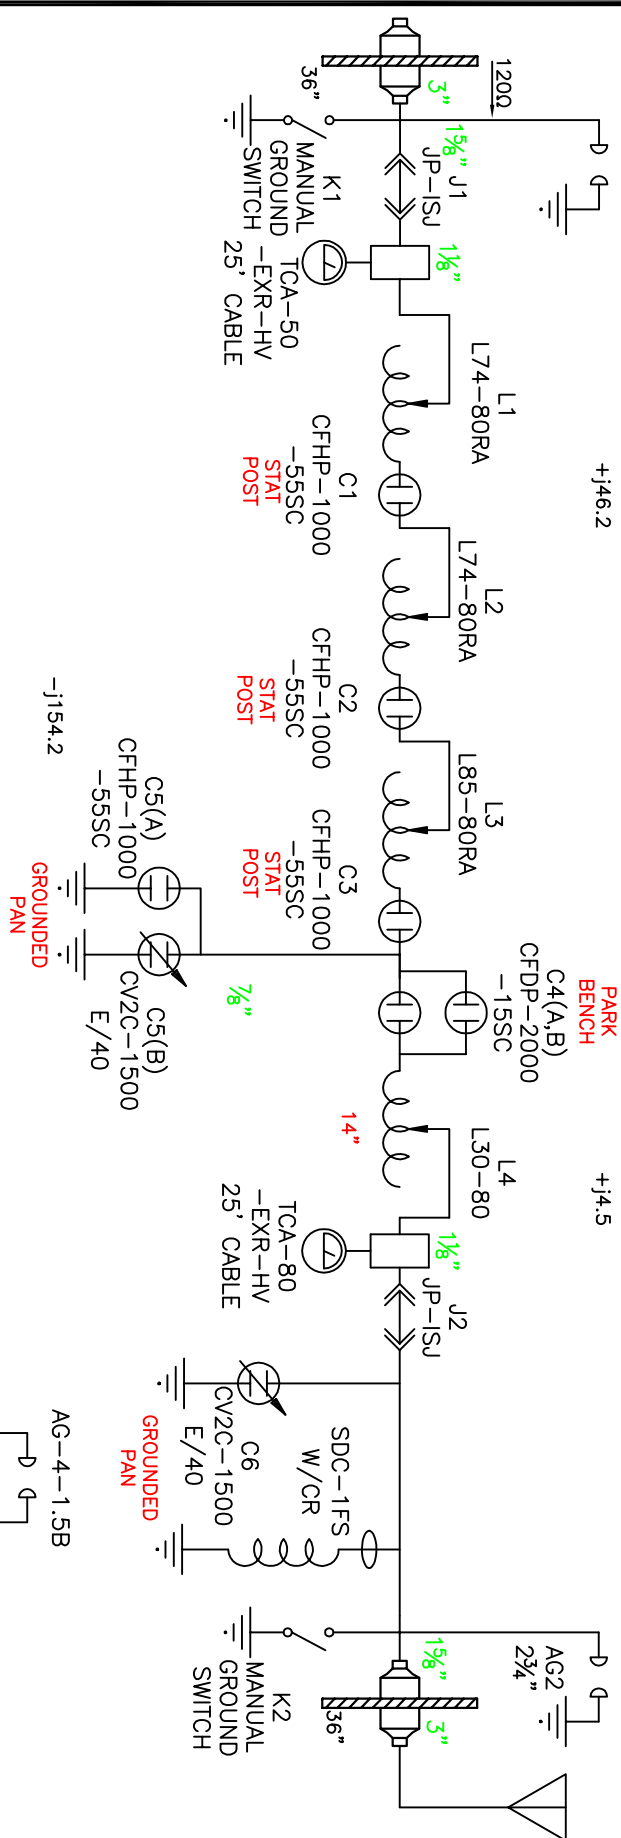 120Ω
3"
36"
1⅝"
J1
JP-ISJ
K1
MANUAL
GROUND
SWITCH
1⅛"
TCA-50
-EXR-HV
25' CABLE
+j46.2
L1
L74-80RA
C1
CFHP-1000
-55SC
STAT
POST
L2
L74-80RA
C2
CFHP-1000
-55SC
STAT
POST
L3
L85-80RA
C3
CFHP-1000
-55SC
STAT
POST
-j154.2
C5(A)
CFHP-1000
-55SC
GROUNDED
PAN
C5(B)
CV2C-1500
E/40
⅞"
PARK
BENCH
C4(A,B)
CFDP-2000
-15SC
+j4.5
14"
L4
L30-80
TCA-80
-EXR-HV
25' CABLE
1⅛"
J2
JP-ISJ
C6
CV2C-1500
E/40
GROUNDED
PAN
SDC-1FS
W/CR
AG-4-1.5B
AG2
2¾"
1⅝"
K2
MANUAL
GROUND
SWITCH
36"
3"